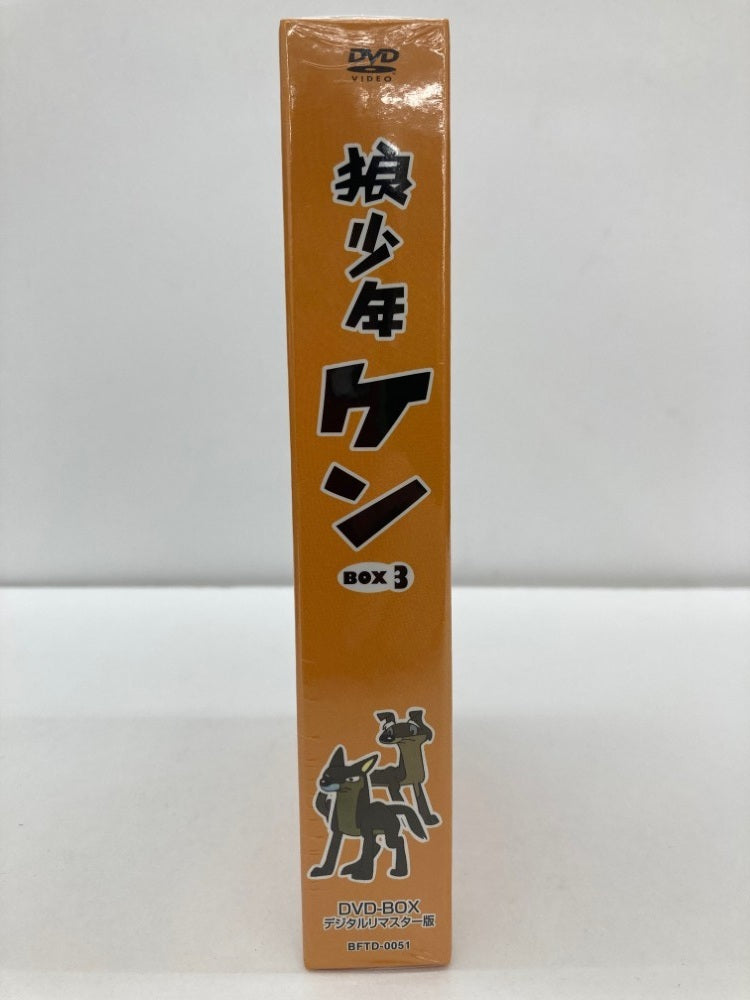 DVD
VIDEO
狼少年
ケン
BOX 3
DVD-BOX
デジタルリマスター版
BFTD-0051